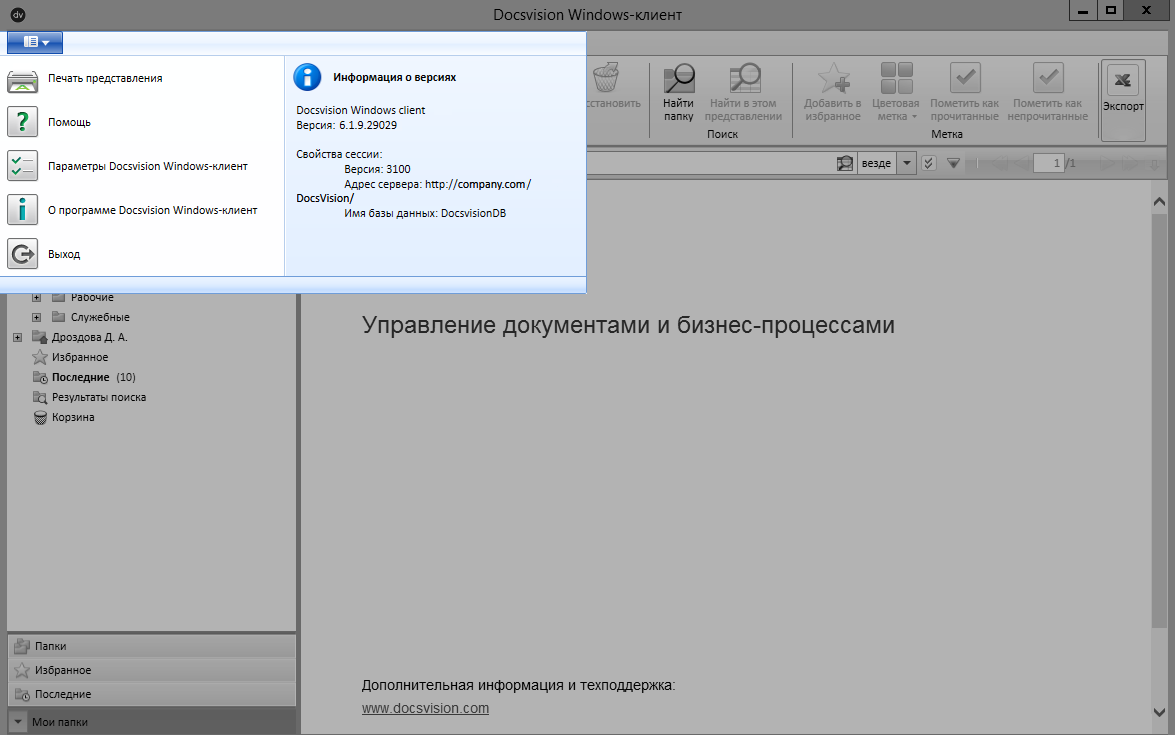 dv
Docsvision Windows-клиент
Печать представления
Помощь
Параметры Docsvision Windows-клиент
О программе Docsvision Windows-клиент
Выход
Информация о версиях
Docsvision Windows client
Версия: 6.1.9.29029
Свойства сессии:
Версия: 3100
Адрес сервера: http://company.com/
DocsVision/
Имя базы данных: DocsvisionDB
Найти
папку
Найти в этом
представлении
Поиск
Добавить в
избранное
Цветовая
метка
Пометить как
прочитанные
Пометить как
непрочитанные
Метка
Экспорт
везде
1 /1
Рабочие
Служебные
Дроздова Д. А.
Избранное
Последние (10)
Результаты поиска
Корзина
Папки
Избранное
Последние
Мои папки
Управление документами и бизнес-процессами
Дополнительная информация и техподдержка:
www.docsvision.com